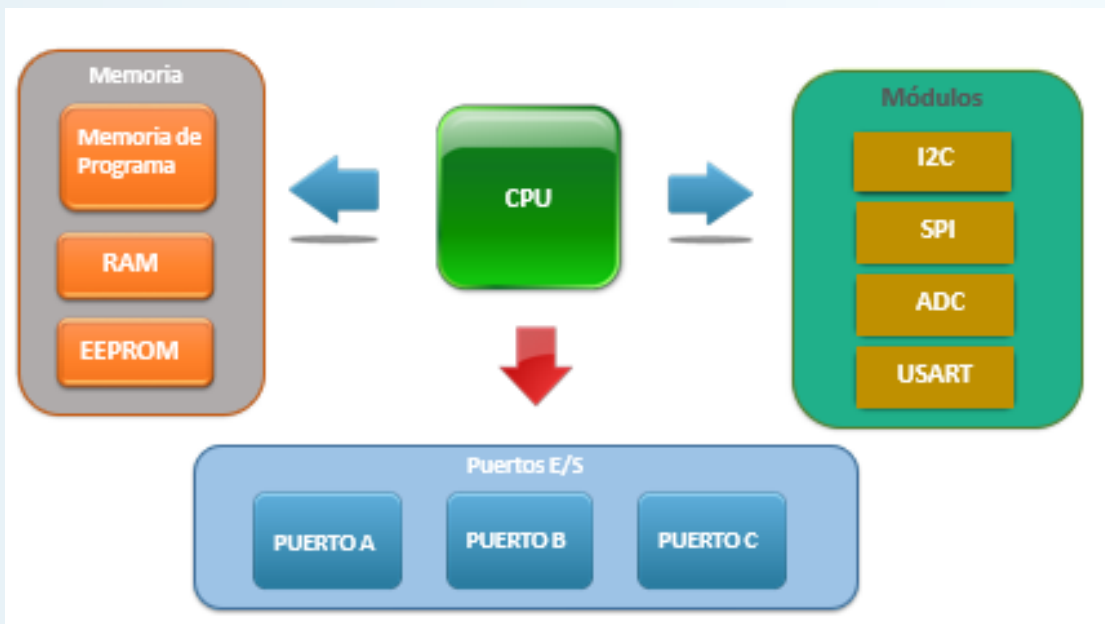 Memoria
Memoria de
Programa
RAM
EEPROM
CPU
Módulos
I2C
SPI
ADC
USART
Puertos E/S
PUERTO A
PUERTO B
PUERTO C